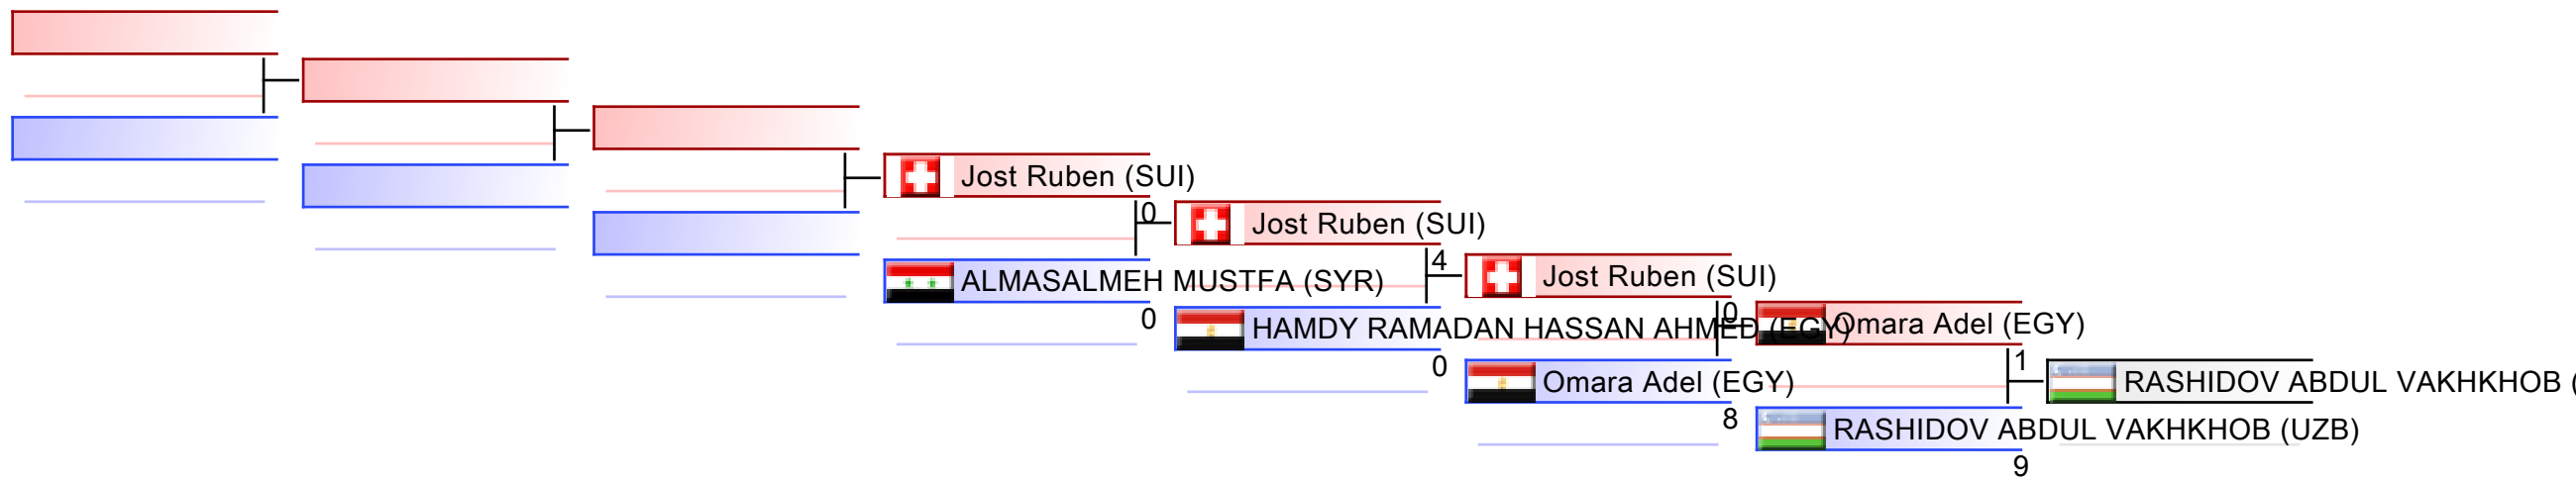 Jost Ruben (SUI)
0
ALMASALMEH MUSTFA (SYR)
0
Jost Ruben (SUI)
4
HAMDY RAMADAN HASSAN AHMED (EGY)
0
Jost Ruben (SUI)
0
Omara Adel (EGY)
8
Omara Adel (EGY)
1
RASHIDOV ABDUL VAKHKHOB (UZB)
9
RASHIDOV ABDUL VAKHKHOB (